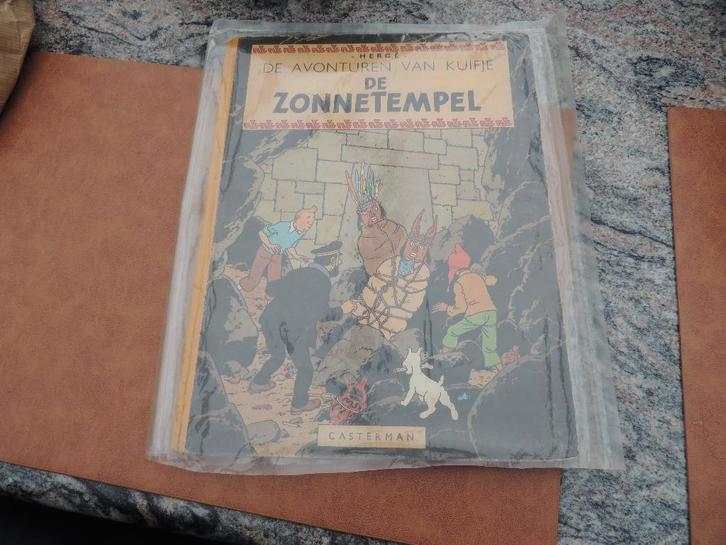 - HERGÉ -
DE AVONTUREN VAN KUIFJE
DE
ZONNETEMPEL
CASTERMAN